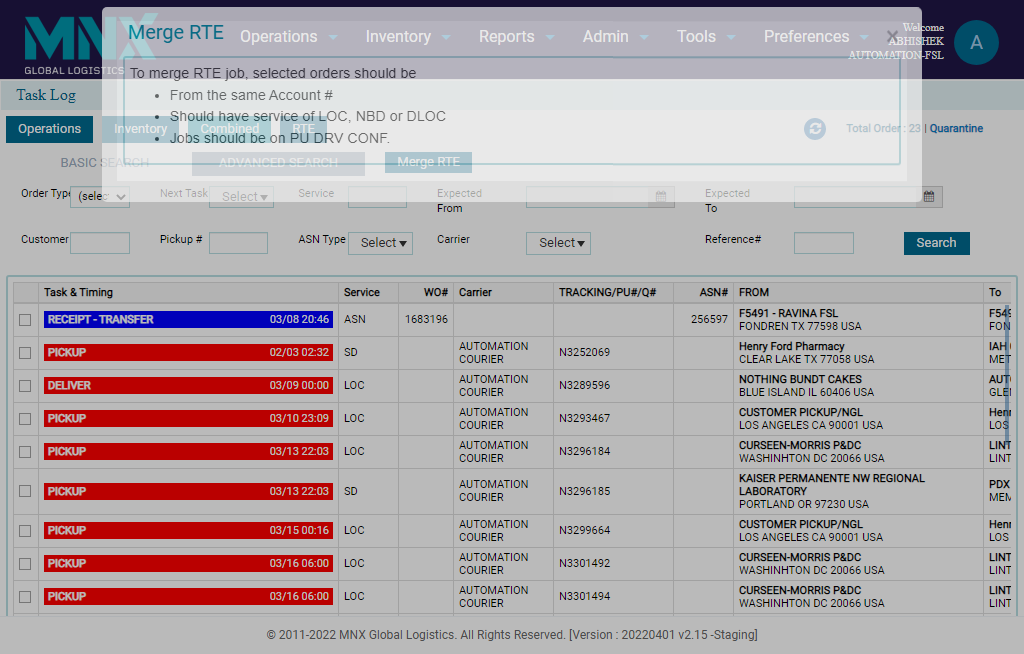 MNX
GLOBAL LOGISTICS
Merge RTE
Operations Inventory Reports Admin Tools Preferences
X
Welcome
ABHISHEK
AUTOMATION-FSL
A
To merge RTE job, selected orders should be
• From the same Account #
• Should have service of LOC, NBD or DLOC
• Jobs should be on PU DRV CONF.
Task Log
Operations Inventory Combined RTE
Total Order : 23 | Quarantine
BASIC SEARCH ADVANCED SEARCH Merge RTE
Order Type (selec Next Task Select Service Expected From Expected To
Customer Pickup # ASN Type Select Carrier Select Reference# Search
Task & Timing Service WO# Carrier TRACKING/PU#/Q# ASN# FROM To
RECEIPT - TRANSFER 03/08 20:46 ASN 1683196 256597 F5491 - RAVINA FSL F549
FONDREN TX 77598 USA FON
PICKUP 02/03 02:32 SD AUTOMATION COURIER N3252069 Henry Ford Pharmacy IAH
CLEAR LAKE TX 77058 USA MET
DELIVER 03/09 00:00 LOC AUTOMATION COURIER N3289596 NOTHING BUNDT CAKES AUT
BLUE ISLAND IL 60406 USA GLE
PICKUP 03/10 23:09 LOC AUTOMATION COURIER N3293467 CUSTOMER PICKUP/NGL Hen
LOS ANGELES CA 90001 USA LOS
PICKUP 03/13 22:03 LOC AUTOMATION COURIER N3296184 CURSEEN-MORRIS P&DC LINT
WASHINHTON DC 20066 USA LINT
PICKUP 03/13 22:03 SD AUTOMATION COURIER N3296185 KAISER PERMANENTE NW REGIONAL LABORATORY PDX
PORTLAND OR 97230 USA MEM
PICKUP 03/15 00:16 LOC AUTOMATION COURIER N3299664 CUSTOMER PICKUP/NGL Hen
LOS ANGELES CA 90001 USA LOS
PICKUP 03/16 06:00 LOC AUTOMATION COURIER N3301492 CURSEEN-MORRIS P&DC LINT
WASHINHTON DC 20066 USA LINT
PICKUP 03/16 06:00 LOC AUTOMATION COURIER N3301494 CURSEEN-MORRIS P&DC LINT
WASHINHTON DC 20066 USA LINT
© 2011-2022 MNX Global Logistics. All Rights Reserved. [Version : 20220401 v2.15 -Staging]